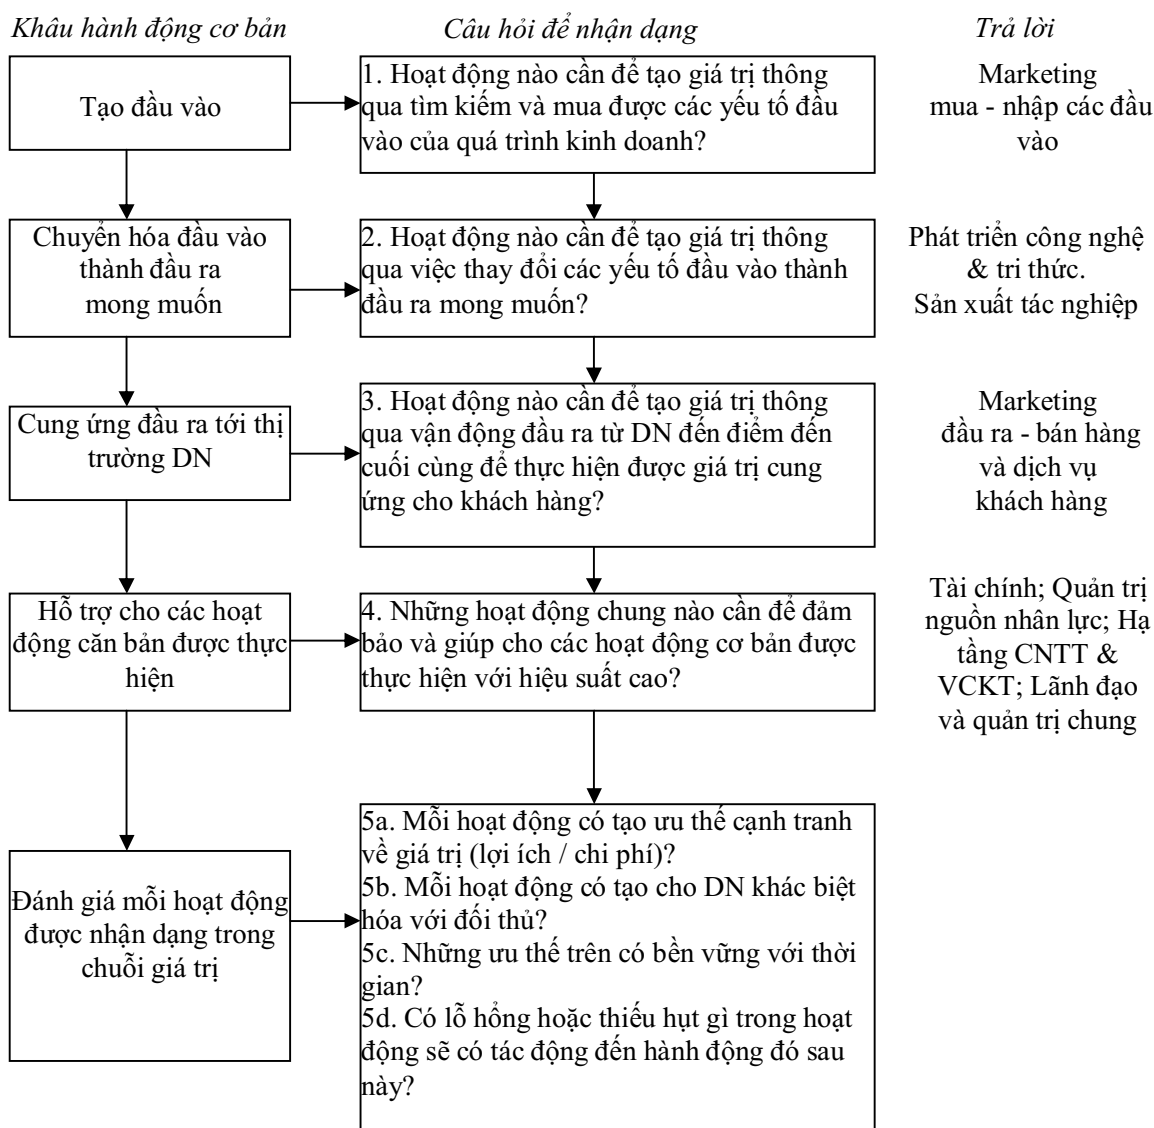 Khâu hành động cơ bản
Câu hỏi để nhận dạng
Trả lời
Tạo đầu vào
1. Hoạt động nào cần để tạo giá trị thông
qua tìm kiếm và mua được các yếu tố đầu
vào của quá trình kinh doanh?
Marketing
mua - nhập các đầu
vào
Chuyển hóa đầu vào
thành đầu ra
mong muốn
2. Hoạt động nào cần để tạo giá trị thông
qua việc thay đổi các yếu tố đầu vào thành
đầu ra mong muốn?
Phát triển công nghệ
& tri thức.
Sản xuất tác nghiệp
Cung ứng đầu ra tới thị
trường DN
3. Hoạt động nào cần để tạo giá trị thông
qua vận động đầu ra từ DN đến điểm đến
cuối cùng để thực hiện được giá trị cung
ứng cho khách hàng?
Marketing
đầu ra - bán hàng
và dịch vụ
khách hàng
Hỗ trợ cho các hoạt
động căn bản được thực
hiện
4. Những hoạt động chung nào cần để đảm
bảo và giúp cho các hoạt động cơ bản được
thực hiện với hiệu suất cao?
Tài chính; Quản trị
nguồn nhân lực; Hạ
tầng CNTT &
VCKT; Lãnh đạo
và quản trị chung
Đánh giá mỗi hoạt động
được nhận dạng trong
chuỗi giá trị
5a. Mỗi hoạt động có tạo ưu thế cạnh tranh
về giá trị (lợi ích / chi phí)?
5b. Mỗi hoạt động có tạo cho DN khác biệt
hóa với đối thủ?
5c. Những ưu thế trên có bền vững với thời
gian?
5d. Có lỗ hổng hoặc thiếu hụt gì trong hoạt
động sẽ có tác động đến hành động đó sau
này?